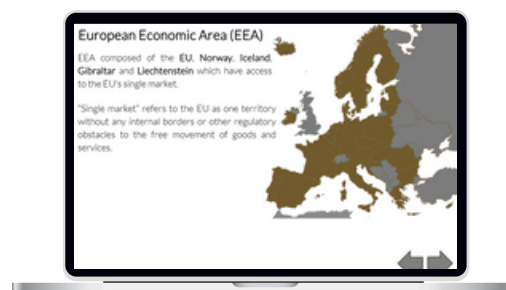 European Economic Area (EEA)
EEA composed of the EU, Norway, Iceland,
Gibraltar and Liechtenstein which have access
to the EU's single market.
"Single market" refers to the EU as one territory
without any internal borders or other regulatory
obstacles to the free movement of goods and
services.